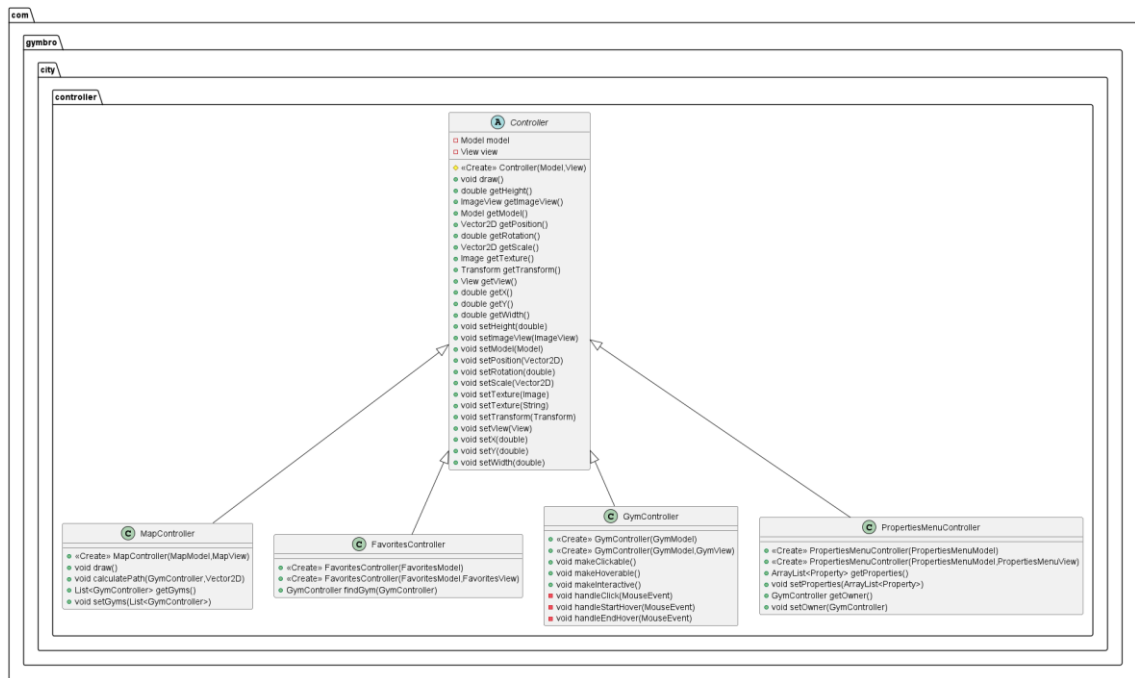 com
gymbro
city
controller
A Controller
Model model
View view
«Create» Controller(Model,View)
void draw()
double getHeight()
ImageView getImageView()
Model getModel()
Vector2D getPosition()
double getRotation()
Vector2D getScale()
Image getTexture()
Transform getTransform()
View getView()
double getX()
double getY()
double getWidth()
void setHeight(double)
void setImageView(ImageView)
void setModel(Model)
void setPosition(Vector2D)
void setRotation(double)
void setScale(Vector2D)
void setTexture(Image)
void setTexture(String)
void setTransform(Transform)
void setView(View)
void setX(double)
void setY(double)
void setWidth(double)
C MapController
«Create» MapController(MapModel,MapView)
void draw()
void calculatePath(GymController,Vector2D)
List<GymController> getGyms()
void setGyms(List<GymController>)
C FavoritesController
«Create» FavoritesController(FavoritesModel)
«Create» FavoritesController(FavoritesModel,FavoritesView)
GymController findGym(GymController)
C GymController
«Create» GymController(GymModel)
«Create» GymController(GymModel,GymView)
void makeClickable()
void makeHoverable()
void makeInteractive()
void handleClick(MouseEvent)
void handleStartHover(MouseEvent)
void handleEndHover(MouseEvent)
C PropertiesMenuController
«Create» PropertiesMenuController(PropertiesMenuModel)
«Create» PropertiesMenuController(PropertiesMenuModel,PropertiesMenuView)
ArrayList<Property> getProperties()
void setProperties(ArrayList<Property>)
GymController getOwner()
void setOwner(GymController)